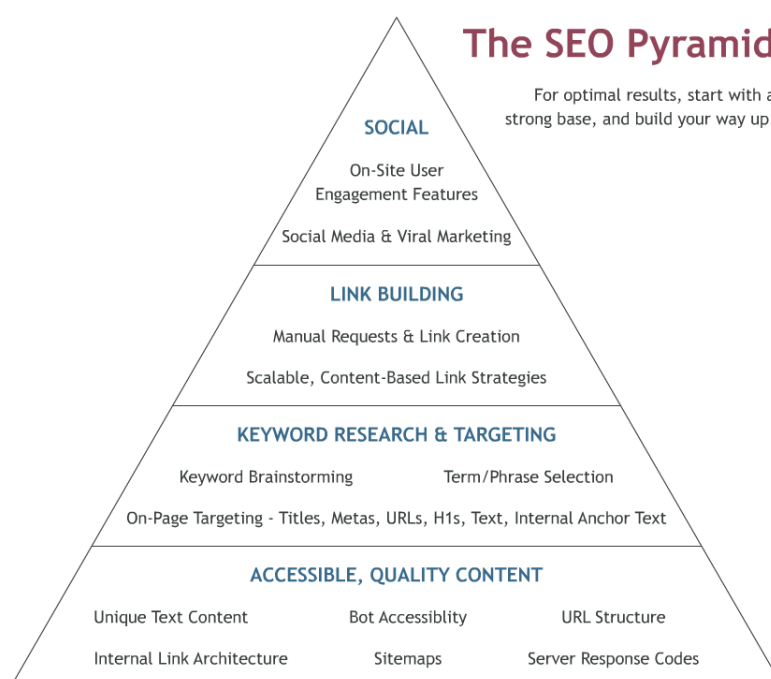 The SEO Pyramid
For optimal results, start with a
strong base, and build your way up
SOCIAL
On-Site User
Engagement Features
Social Media & Viral Marketing
LINK BUILDING
Manual Requests & Link Creation
Scalable, Content-Based Link Strategies
KEYWORD RESEARCH & TARGETING
Keyword Brainstorming Term/Phrase Selection
On-Page Targeting - Titles, Metas, URLs, H1s, Text, Internal Anchor Text
ACCESSIBLE, QUALITY CONTENT
Unique Text Content Bot Accessiblity URL Structure
Internal Link Architecture Sitemaps Server Response Codes